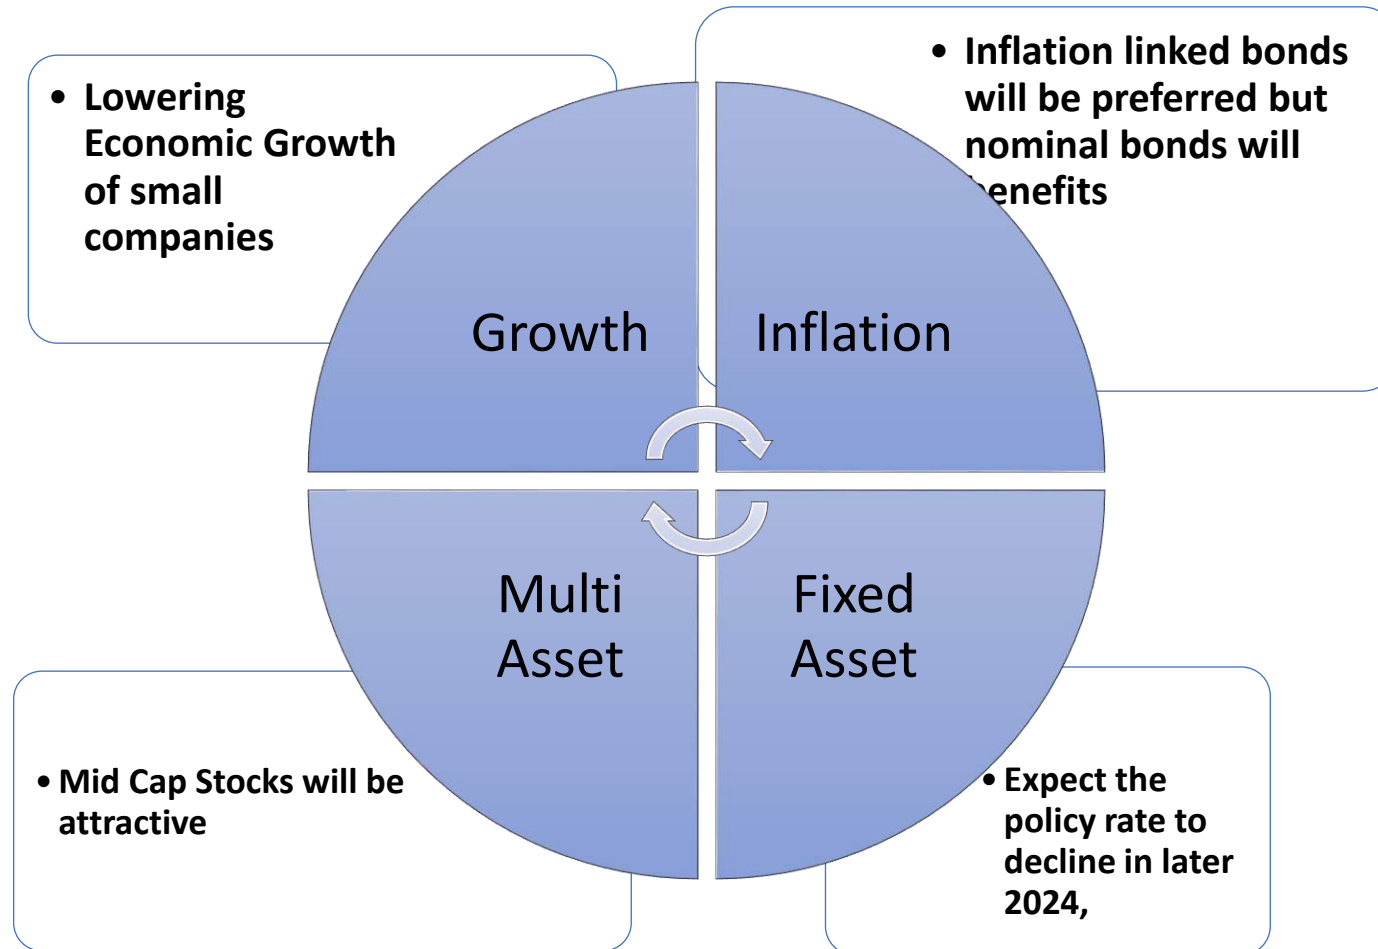 • Lowering
Economic Growth
of small
companies
• Inflation linked bonds
will be preferred but
nominal bonds will
benefits
Growth
Inflation
Multi
Asset
Fixed
Asset
• Mid Cap Stocks will be
attractive
• Expect the
policy rate to
decline in later
2024,